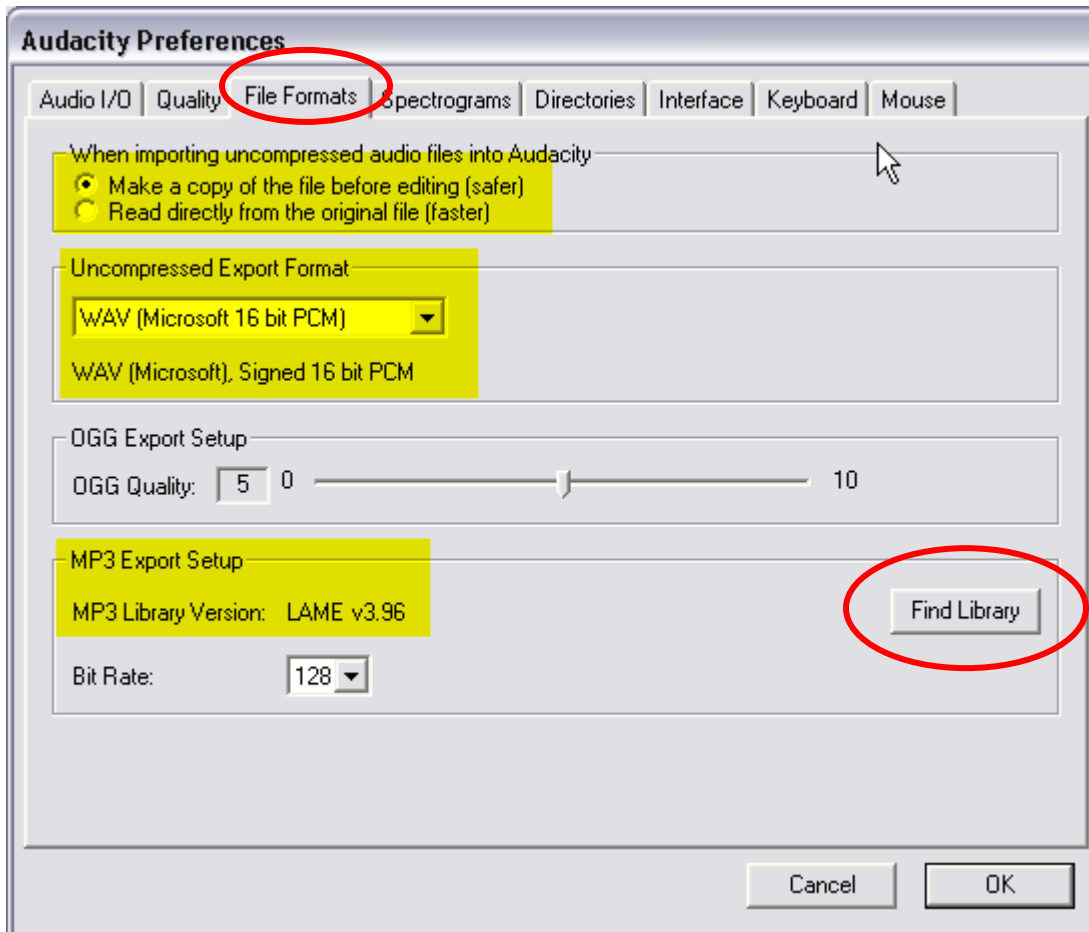 Audacity Preferences
Audio I/O Quality File Formats Spectrograms Directories Interface Keyboard Mouse
When importing uncompressed audio files into Audacity
Make a copy of the file before editing (safer)
Read directly from the original file (faster)
Uncompressed Export Format
WAV (Microsoft 16 bit PCM)
WAV (Microsoft), Signed 16 bit PCM
OGG Export Setup
OGG Quality: 5 0 10
MP3 Export Setup
MP3 Library Version: LAME v3.96
Find Library
Bit Rate: 128
Cancel OK